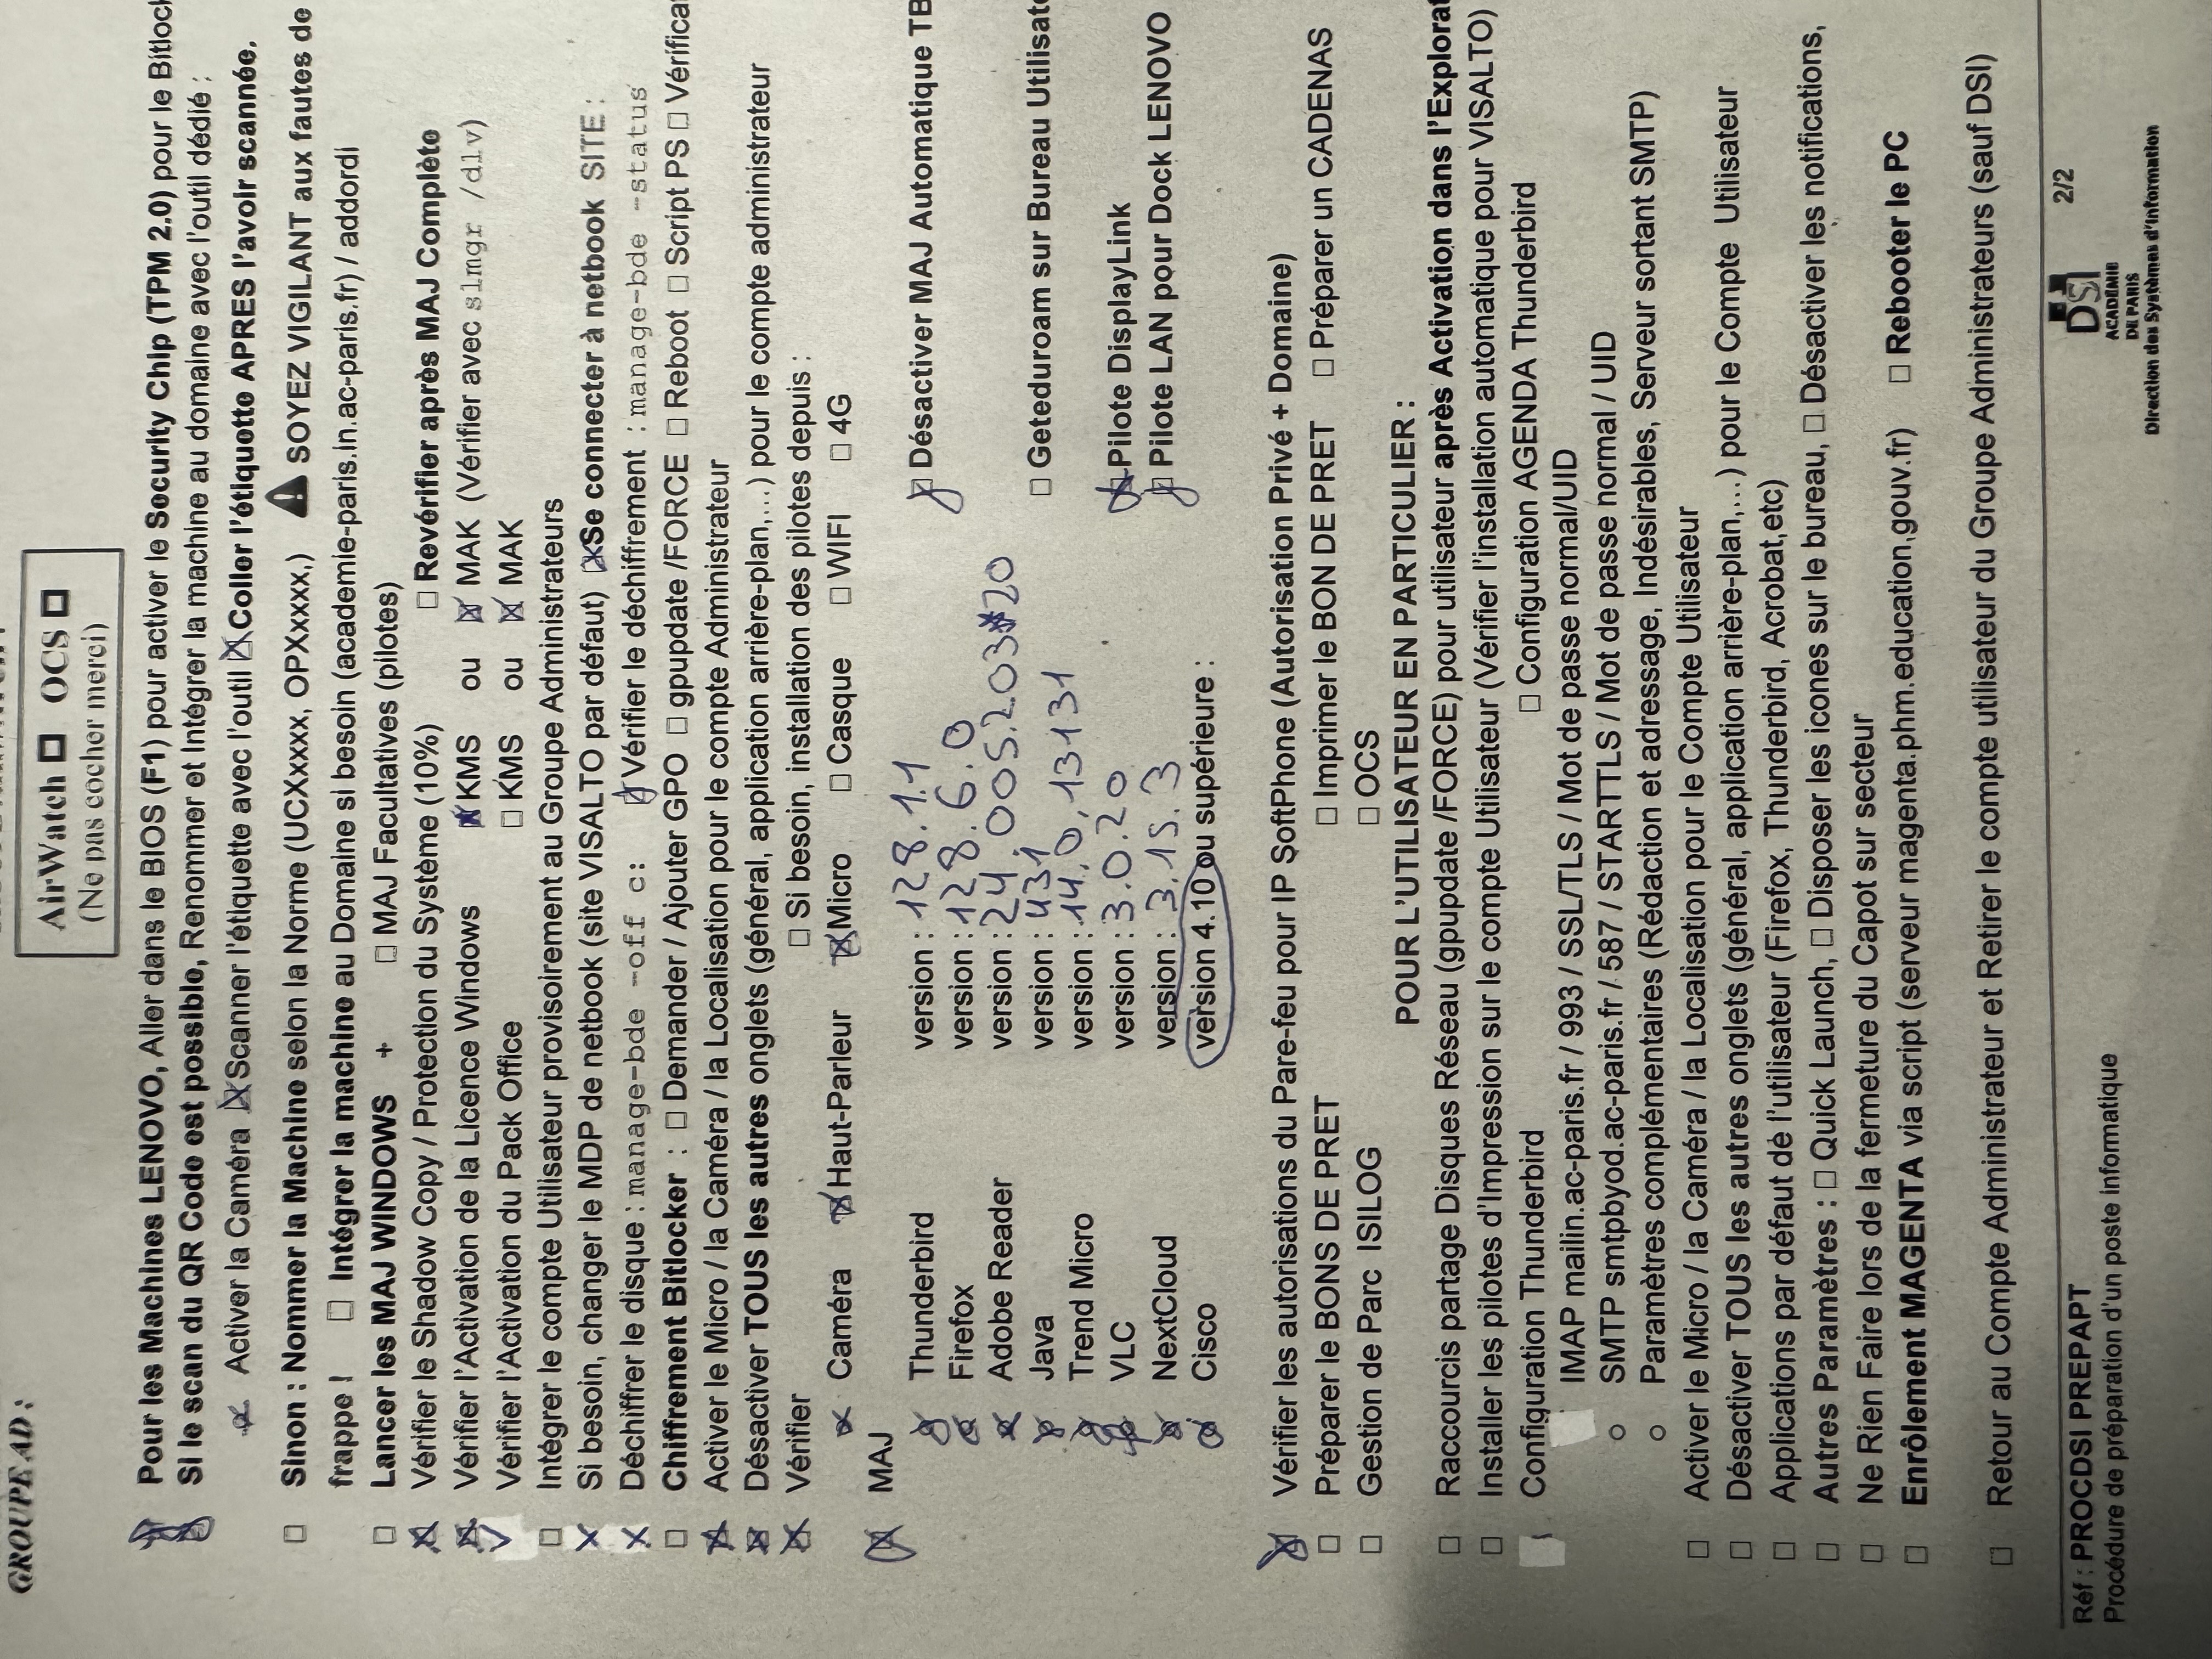 GROUPE AD :
AirWatch ☐ OCS ☐
(Ne pas cocher merci)
Pour les Machines LENOVO, Aller dans le BIOS (F1) pour activer le Security Chip (TPM 2.0) pour le Bitlock
Si le scan du QR Code est possible, Renommer et Intégrer la machine au domaine avec l'outil dédié :
Activer la Caméra ☒ Scanner l'étiquette avec l'outil ☒ Coller l'étiquette APRES l'avoir scannée.
☐ Sinon : Nommer la Machine selon la Norme (UCXxxxx, OPXxxxx,) SOYEZ VIGILANT aux fautes de
frappe ! ☐ Intégrer la machine au Domaine si besoin (academie-paris.in.ac-paris.fr) / addordi
☐ Lancer les MAJ WINDOWS + ☐ MAJ Facultatives (pilotes)
☒ Vérifier le Shadow Copy / Protection du Système (10%) ☐ Revérifier après MAJ Complète
☒ Vérifier l'Activation de la Licence Windows ☒ KMS ou ☒ MAK (Vérifier avec slmgr /dlv)
✓ Vérifier l'Activation du Pack Office ☐ KMS ou ☒ MAK
☐ Intégrer le compte Utilisateur provisoirement au Groupe Administrateurs
☒ Si besoin, changer le MDP de netbook (site VISALTO par défaut) ☒ Se connecter à netbook SITE :
☒ Déchiffrer le disque : manage-bde -off c: ☒ Vérifier le déchiffrement : manage-bde -status
☐ Chiffrement Bitlocker : ☐ Demander / Ajouter GPO ☐ gpupdate /FORCE ☐ Reboot ☐ Script PS ☐ Vérifica
☒ Activer le Micro / la Caméra / la Localisation pour le compte Administrateur
☒ Désactiver TOUS les autres onglets (général, application arrière-plan,...) pour le compte administrateur
☒ Vérifier ☐ Si besoin, installation des pilotes depuis :
Caméra ☒ Haut-Parleur ☒ Micro ☐ Casque ☐ WIFI ☐ 4G
☒ MAJ
Thunderbird version : 128.1.1 ☒ Désactiver MAJ Automatique TB
Firefox version : 128.6.0
Adobe Reader version : 24.005.20320
Java version : 431 ☐ Geteduroam sur Bureau Utilisate
Trend Micro version : 14.0.13131
VLC version : 3.0.20 ☒ Pilote DisplayLink
NextCloud version : 3.15.3 ☒ Pilote LAN pour Dock LENOVO
Cisco version 4.10 ou supérieure :
☒ Vérifier les autorisations du Pare-feu pour IP SoftPhone (Autorisation Privé + Domaine)
☐ Préparer le BONS DE PRET ☐ Imprimer le BON DE PRET ☐ Préparer un CADENAS
☐ Gestion de Parc ISILOG ☐ OCS
POUR L'UTILISATEUR EN PARTICULIER :
☐ Raccourcis partage Disques Réseau (gpupdate /FORCE) pour utilisateur après Activation dans l'Explorat
☐ Installer les pilotes d'Impression sur le compte Utilisateur (Vérifier l'installation automatique pour VISALTO)
Configuration Thunderbird ☐ Configuration AGENDA Thunderbird
IMAP mailin.ac-paris.fr / 993 / SSL/TLS / Mot de passe normal/UID
o SMTP smtpbyod.ac-paris.fr / 587 / STARTTLS / Mot de passe normal / UID
o Paramètres complémentaires (Rédaction et adressage, Indésirables, Serveur sortant SMTP)
☐ Activer le Micro / la Caméra / la Localisation pour le Compte Utilisateur
☐ Désactiver TOUS les autres onglets (général, application arrière-plan,...) pour le Compte Utilisateur
☐ Applications par défaut de l'utilisateur (Firefox, Thunderbird, Acrobat,etc)
☐ Autres Paramètres : ☐ Quick Launch, ☐ Disposer les icones sur le bureau, ☐ Désactiver les notifications,
☐ Ne Rien Faire lors de la fermeture du Capot sur secteur
☐ Enrôlement MAGENTA via script (serveur magenta.phm.education.gouv.fr) ☐ Rebooter le PC
☐ Retour au Compte Administrateur et Retirer le compte utilisateur du Groupe Administrateurs (sauf DSI)
Réf : PROCDSI PREPAPT
Procédure de préparation d'un poste informatique
2/2
DSI
ACADÉMIE
DE PARIS
Direction des Systèmes d'Information